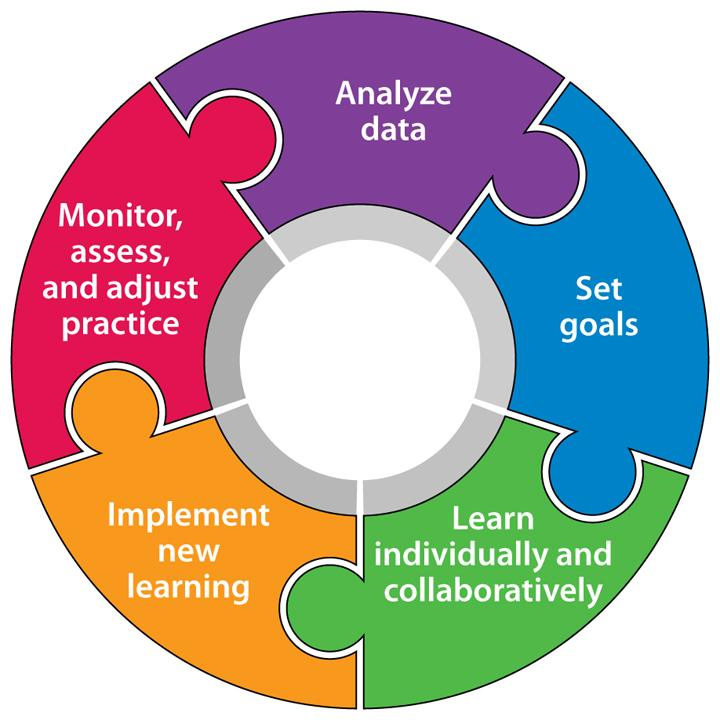 Analyze
data
Set
goals
Learn
individually and
collaboratively
Implement
new
learning
Monitor,
assess,
and adjust
practice